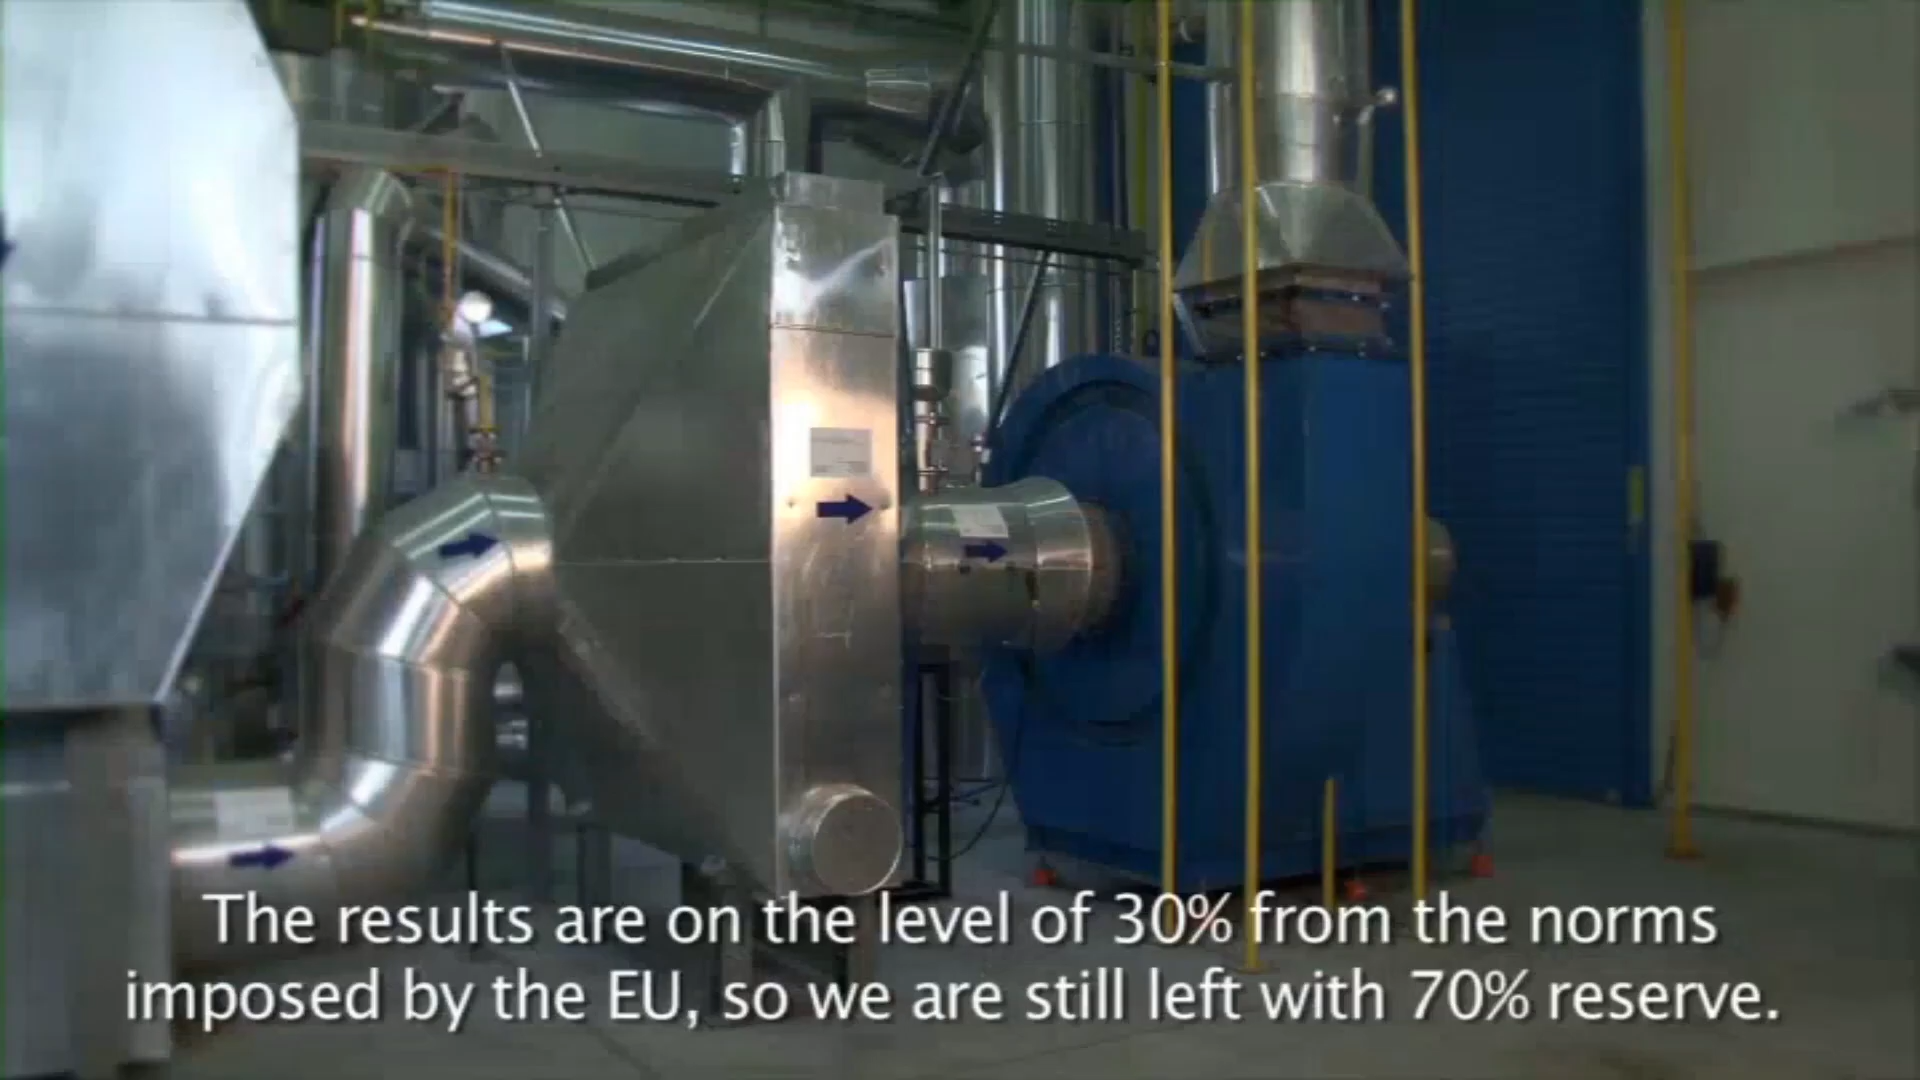 The results are on the level of 30% from the norms
imposed by the EU, so we are still left with 70% reserve.